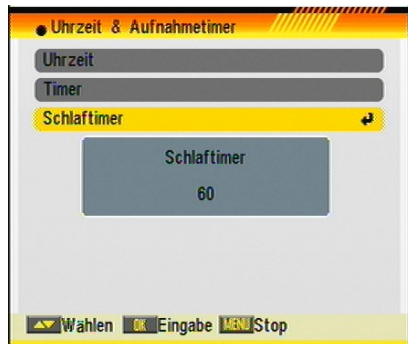 Uhrzeit & Aufnahmetimer
Uhrzeit
Timer
Schlaftimer
Schlaftimer
60
Wählen OK Eingabe MENU Stop